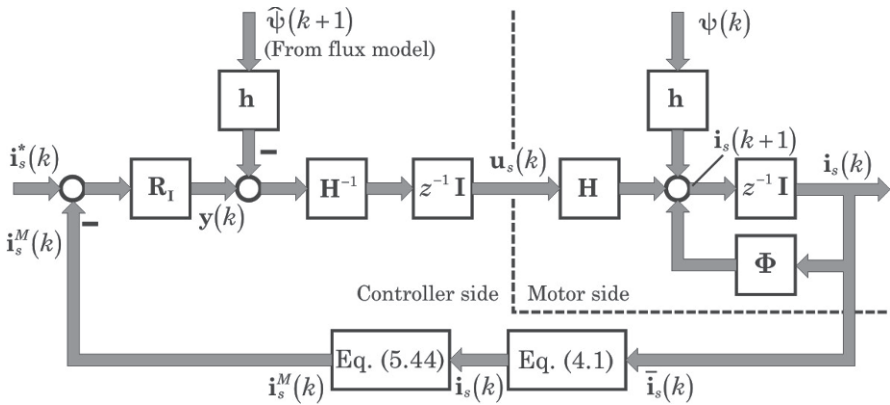 ψ̂(k+1)
(From flux model)
ψ(k)
h
h
i_s^*(k)
R_I
y(k)
H⁻¹
z⁻¹ I
u_s(k)
H
i_s(k+1)
z⁻¹ I
i_s(k)
i_s^M(k)
Φ
Controller side
Motor side
Eq. (5.44)
Eq. (4.1)
i_s^M(k)
i_s(k)
i̅_s(k)